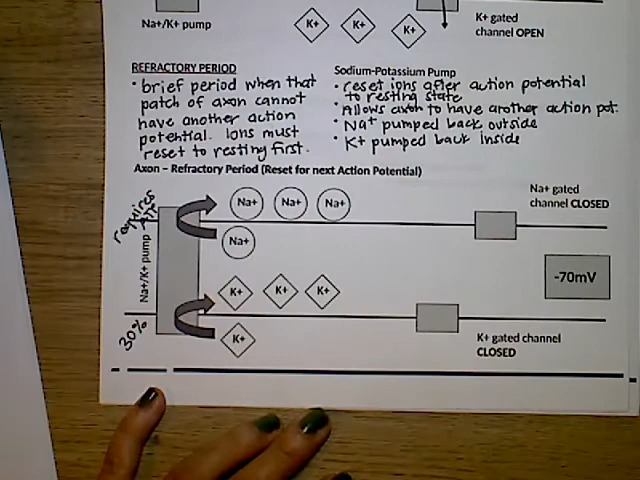 Na+/K+ pump
K+
K+
K+
K+ gated
channel OPEN
REFRACTORY PERIOD
• brief period when that
patch of axon cannot
have another action
potential. Ions must
reset to resting first.
Sodium-Potassium Pump
• reset ions after action potential
to resting state
• Allows axon to have another action pot.
• Na+ pumped back outside
• K+ pumped back inside
Axon – Refractory Period (Reset for next Action Potential)
requires
ATP
Na+/K+ pump
30%
Na+
Na+
Na+
Na+
Na+ gated
channel CLOSED
-70mV
K+
K+
K+
K+
K+ gated channel
CLOSED